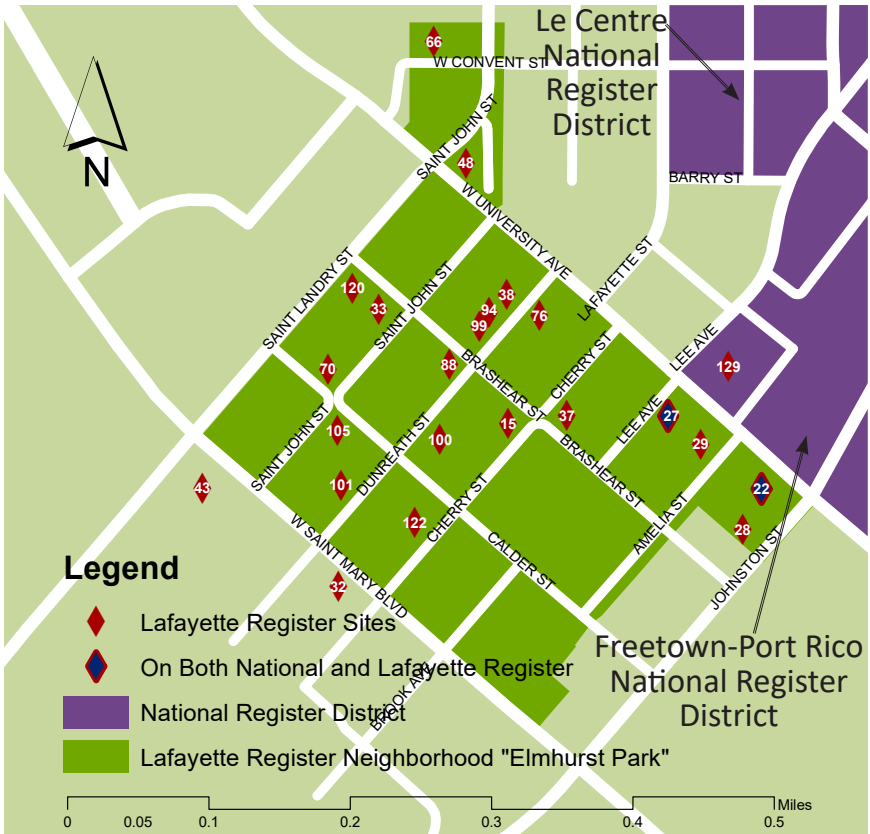 Le Centre
National
Register
District
66
W CONVENT ST
SAINT JOHN ST
48
BARRY ST
W UNIVERSITY AVE
N
LAFAYETTE ST
SAINT LANDRY ST
SAINT JOHN ST
120
33
38
94
99
76
CHERRY ST
LEE AVE
129
70
88
BRASHEAR ST
LEE AVE
27
37
15
29
105
SAINT JOHN ST
DUNREATH ST
100
BRASHEAR ST
43
101
22
122
CHERRY ST
AMELIA ST
28
W SAINT MARY BLVD
CALDER ST
JOHNSTON ST
32
BROOK AVE
Freetown-Port Rico
National Register
District
Legend
Lafayette Register Sites
On Both National and Lafayette Register
National Register District
Lafayette Register Neighborhood "Elmhurst Park"
Miles
0 0.05 0.1 0.2 0.3 0.4 0.5